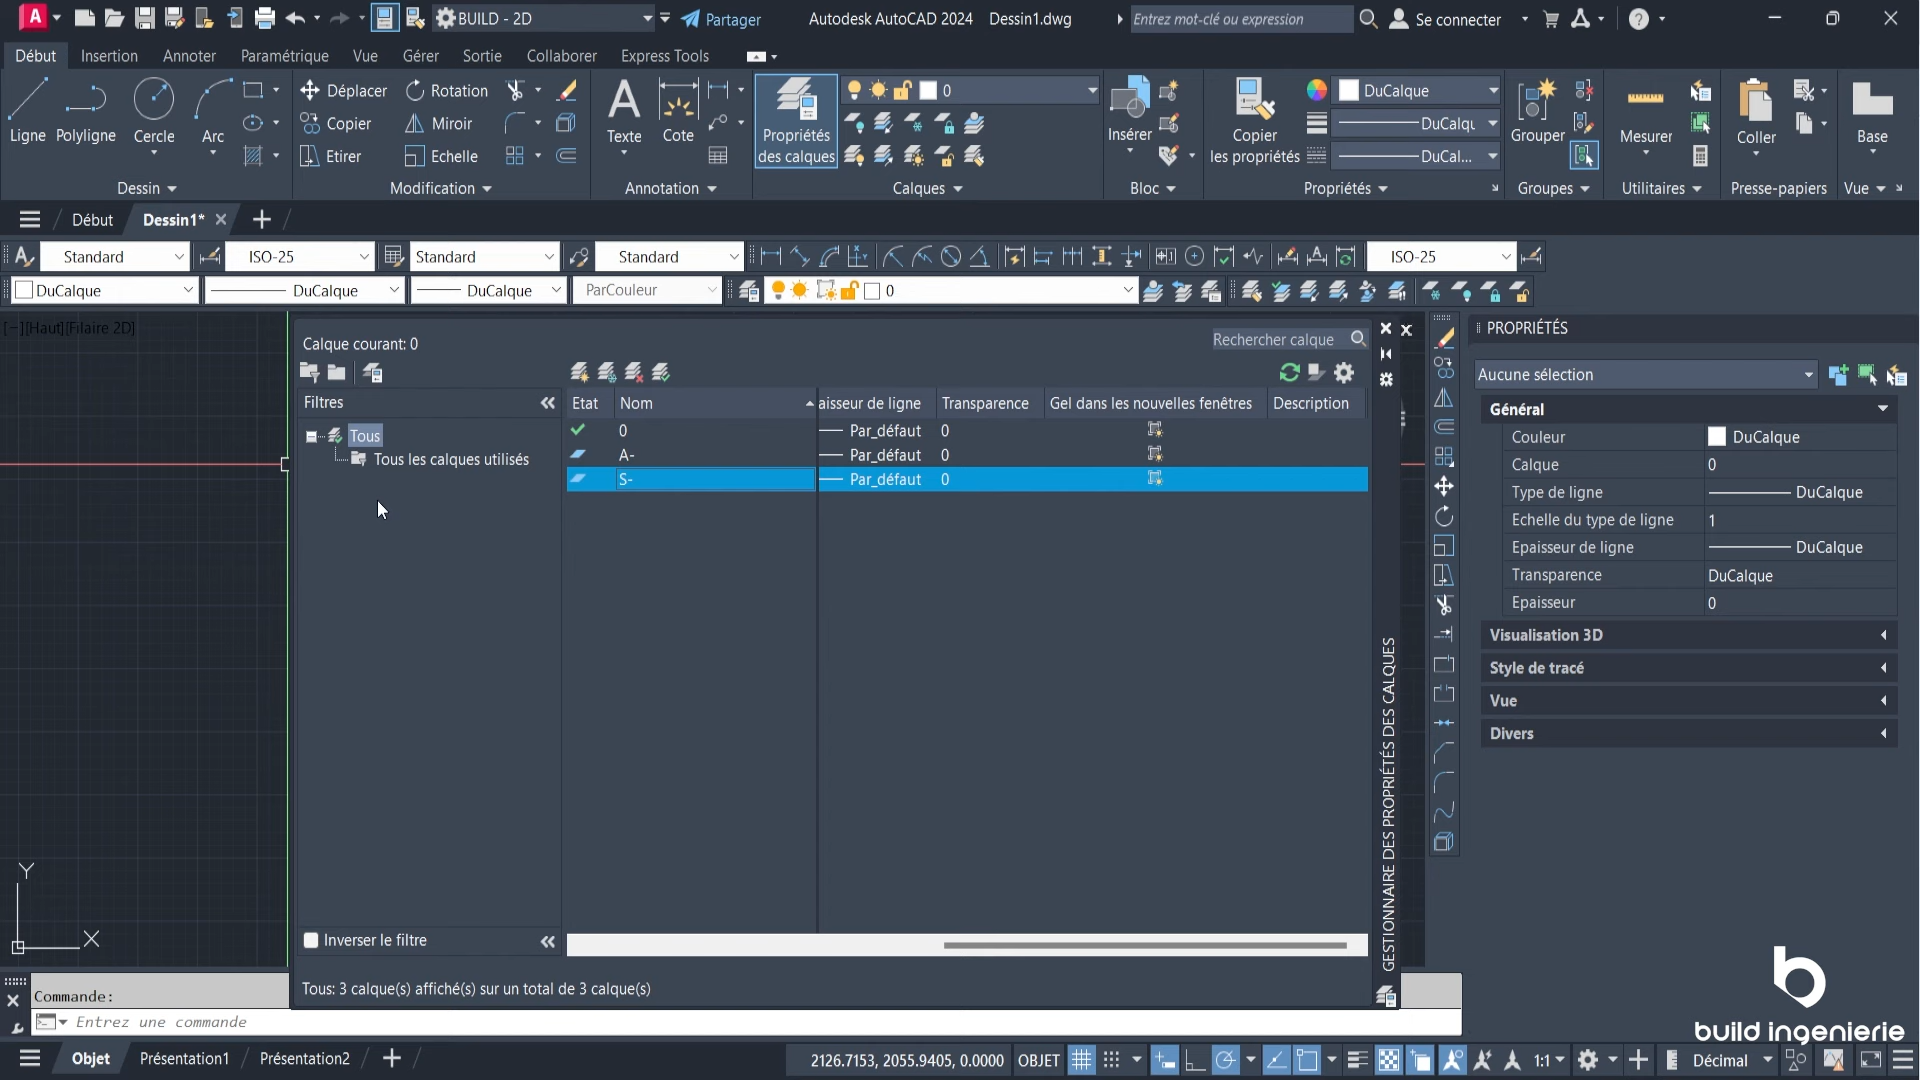 A BUILD - 2D Partager Autodesk AutoCAD 2024 Dessin1.dwg Entrez mot-clé ou expression Se connecter
Début Insertion Annoter Paramétrique Vue Gérer Sortie Collaborer Express Tools
Ligne Polyligne Cercle Arc
Déplacer Rotation
Copier Miroir
Etirer Echelle
Texte Cote
Propriétés
des calques
0
Insérer
Copier
les propriétés
DuCalque
DuCalqu
DuCal...
Grouper Mesurer Coller Base
Dessin Modification Annotation Calques Bloc Propriétés Groupes Utilitaires Presse-papiers Vue
Début Dessin1*
Standard ISO-25 Standard Standard ISO-25
DuCalque DuCalque DuCalque ParCouleur 0
[−][Haut][Filaire 2D]
Calque courant: 0 Rechercher calque
Filtres
Tous
Tous les calques utilisés
Etat Nom aisseur de ligne Transparence Gel dans les nouvelles fenêtres Description
0 Par_défaut 0
A- Par_défaut 0
S- Par_défaut 0
Inverser le filtre
Tous: 3 calque(s) affiché(s) sur un total de 3 calque(s)
GESTIONNAIRE DES PROPRIÉTÉS DES CALQUES
PROPRIÉTÉS
Aucune sélection
Général
Couleur DuCalque
Calque 0
Type de ligne DuCalque
Echelle du type de ligne 1
Epaisseur de ligne DuCalque
Transparence DuCalque
Epaisseur 0
Visualisation 3D
Style de tracé
Vue
Divers
Y
X
Commande:
Entrez une commande
build ingenierie
Objet Présentation1 Présentation2 2126.7153, 2055.9405, 0.0000 OBJET 1:1 Décimal